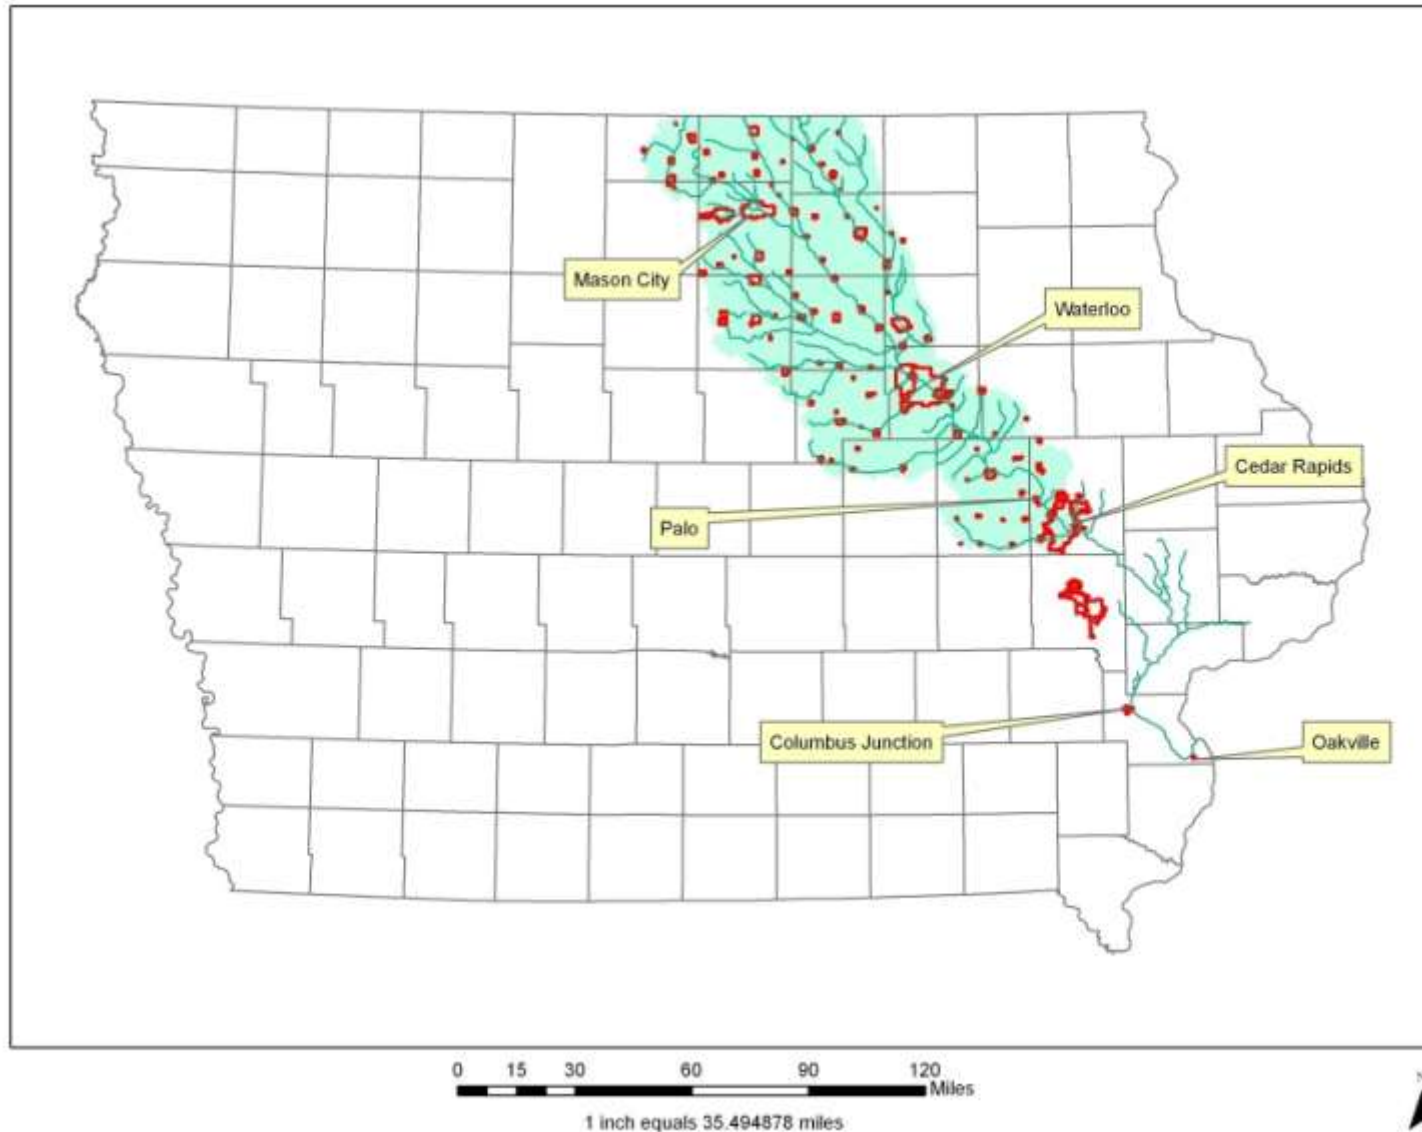 Mason City
Waterloo
Cedar Rapids
Palo
Columbus Junction
Oakville
0 15 30 60 90 120
Miles
1 inch equals 35.494878 miles